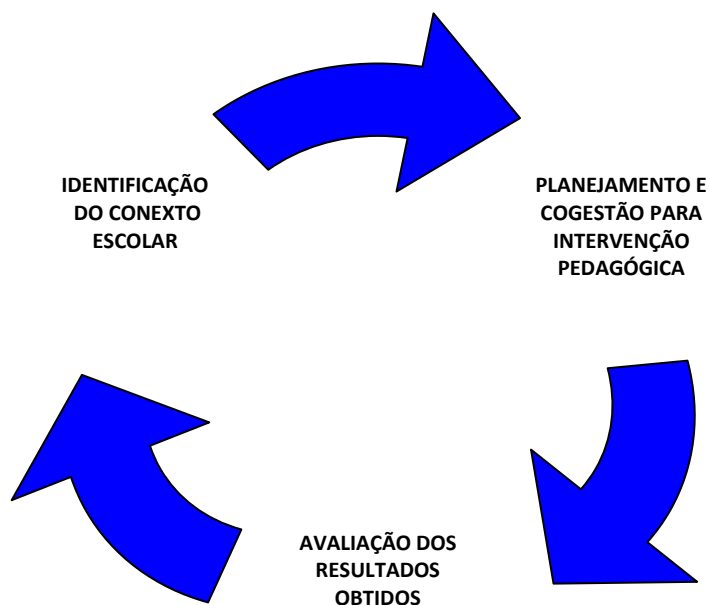 IDENTIFICAÇÃO
DO CONEXTO
ESCOLAR
PLANEJAMENTO E
COGESTÃO PARA
INTERVENÇÃO
PEDAGÓGICA
AVALIAÇÃO DOS
RESULTADOS
OBTIDOS